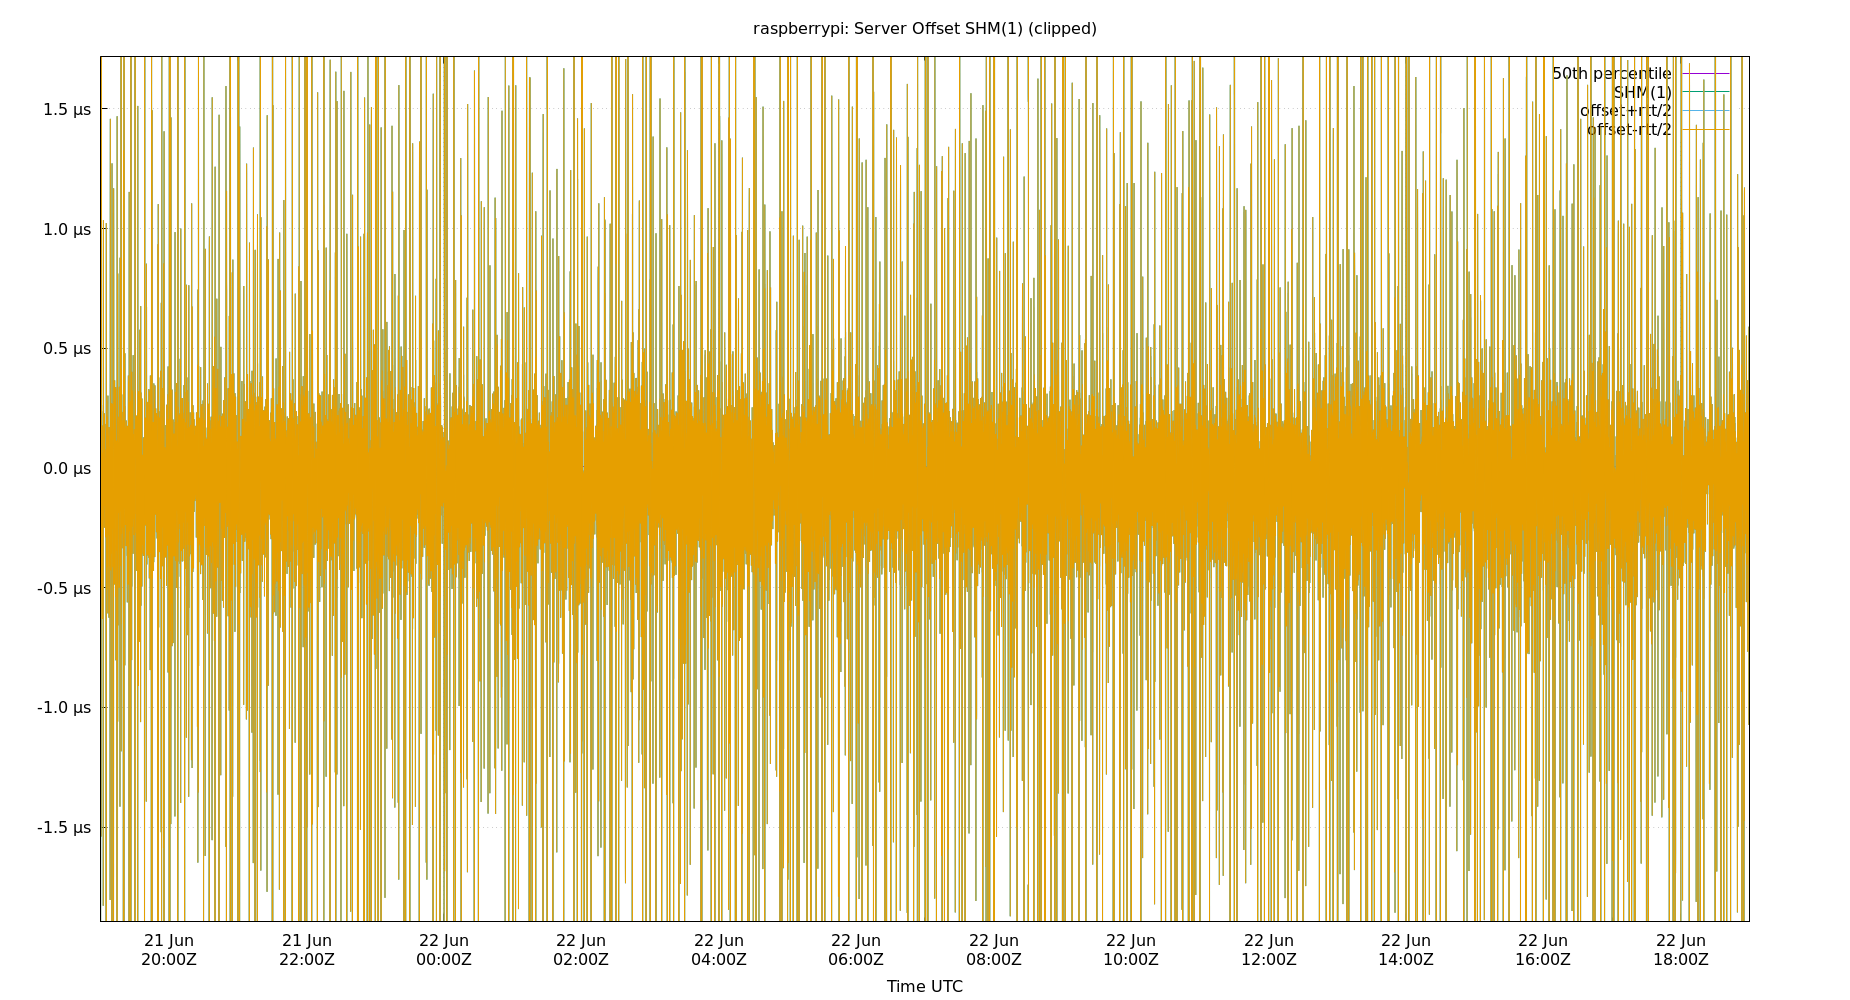 raspberrypi: Server Offset SHM(1) (clipped)
50th percentile
SHM(1)
offset+rtt/2
offset-rtt/2
1.5 µs
1.0 µs
0.5 µs
0.0 µs
-0.5 µs
-1.0 µs
-1.5 µs
21 Jun 21 Jun 22 Jun 22 Jun 22 Jun 22 Jun 22 Jun 22 Jun 22 Jun 22 Jun 22 Jun 22 Jun
20:00Z 22:00Z 00:00Z 02:00Z 04:00Z 06:00Z 08:00Z 10:00Z 12:00Z 14:00Z 16:00Z 18:00Z
Time UTC